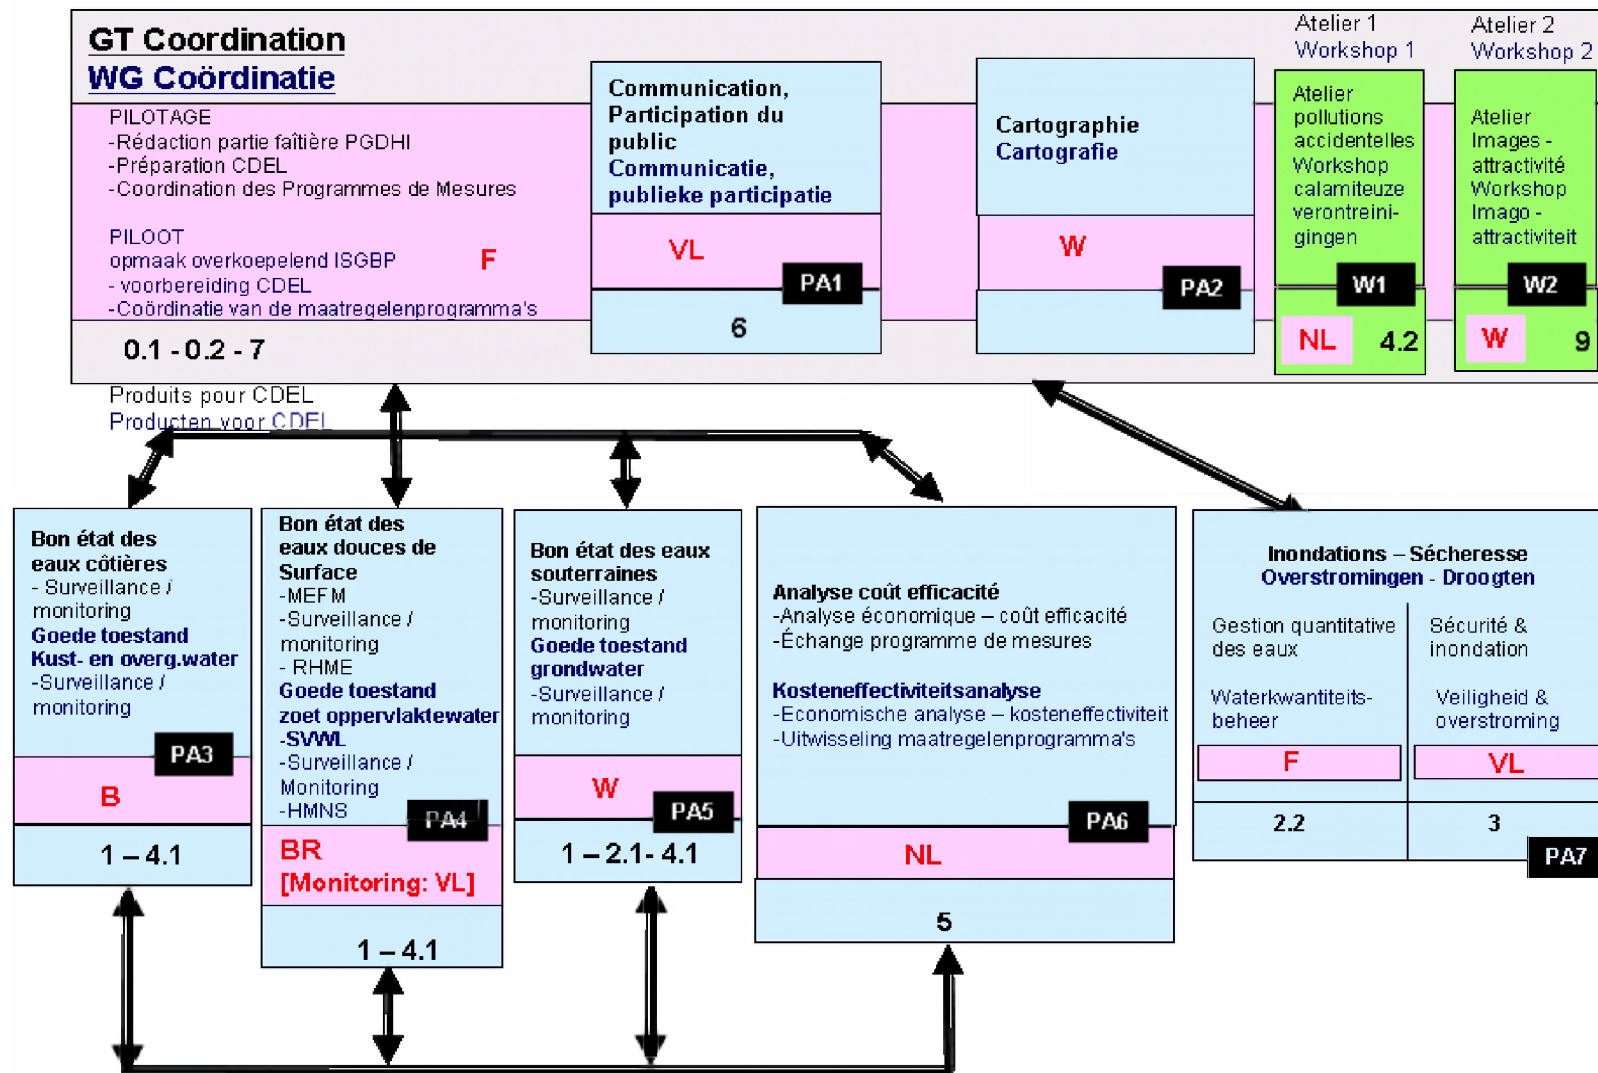 GT Coordination
WG Coördinatie
PILOTAGE
-Rédaction partie faîtière PGDHI
-Préparation CDEL
-Coordination des Programmes de Mesures
PILOOT
opmaak overkoepelend ISGBP
- voorbereiding CDEL
-Coördinatie van de maatregelenprogramma's
F
0.1 - 0.2 - 7
Communication,
Participation du
public
Communicatie,
publieke participatie
VL
PA1
6
Cartographie
Cartografie
W
PA2
Atelier 1
Workshop 1
Atelier
pollutions
accidentelles
Workshop
calamiteuze
verontreini-
gingen
W1
NL 4.2
Atelier 2
Workshop 2
Atelier
Images -
attractivité
Workshop
Imago -
attractiviteit
W2
W 9
Produits pour CDEL
Producten voor CDEL
Bon état des
eaux côtières
- Surveillance /
monitoring
Goede toestand
Kust- en overg.water
-Surveillance /
monitoring
PA3
B
1 – 4.1
Bon état des
eaux douces de
Surface
-MEFM
-Surveillance /
monitoring
- RHME
Goede toestand
zoet oppervlaktewater
-SVWL
-Surveillance /
Monitoring
-HMNS
PA4
BR
[Monitoring: VL]
1 – 4.1
Bon état des eaux
souterraines
-Surveillance /
monitoring
Goede toestand
grondwater
-Surveillance /
monitoring
W
PA5
1 – 2.1- 4.1
Analyse coût efficacité
-Analyse économique – coût efficacité
-Échange programme de mesures
Kosteneffectiviteitsanalyse
-Economische analyse – kosteneffectiviteit
-Uitwisseling maatregelenprogramma's
PA6
NL
5
Inondations – Sécheresse
Overstromingen - Droogten
Gestion quantitative
des eaux
Waterkwantiteits-
beheer
F
2.2
Sécurité &
inondation
Veiligheid &
overstroming
VL
3
PA7